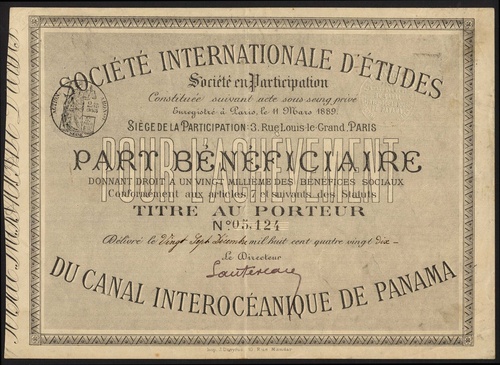 SOCIÉTÉ INTERNATIONALE D'ÉTUDES
Société en Participation
Constituée suivant acte sous seing privé
Enregistré à Paris, le 11 Mars 1889.
SIÈGE DE LA PARTICIPATION: 3, Rue Louis-le-Grand, PARIS
POUR L'ACHÈVEMENT
PART BÉNÉFICIAIRE
DONNANT DROIT A UN VINGT MILLIÈME DES BÉNÉFICES SOCIAUX
Conformément aux articles 7 et suivants des Statuts
TITRE AU PORTEUR
No 05.124
Délivré le Vingt Sept Décembre mil huit cent quatre vingt dix
Le Directeur
DU CANAL INTEROCÉANIQUE DE PANAMA